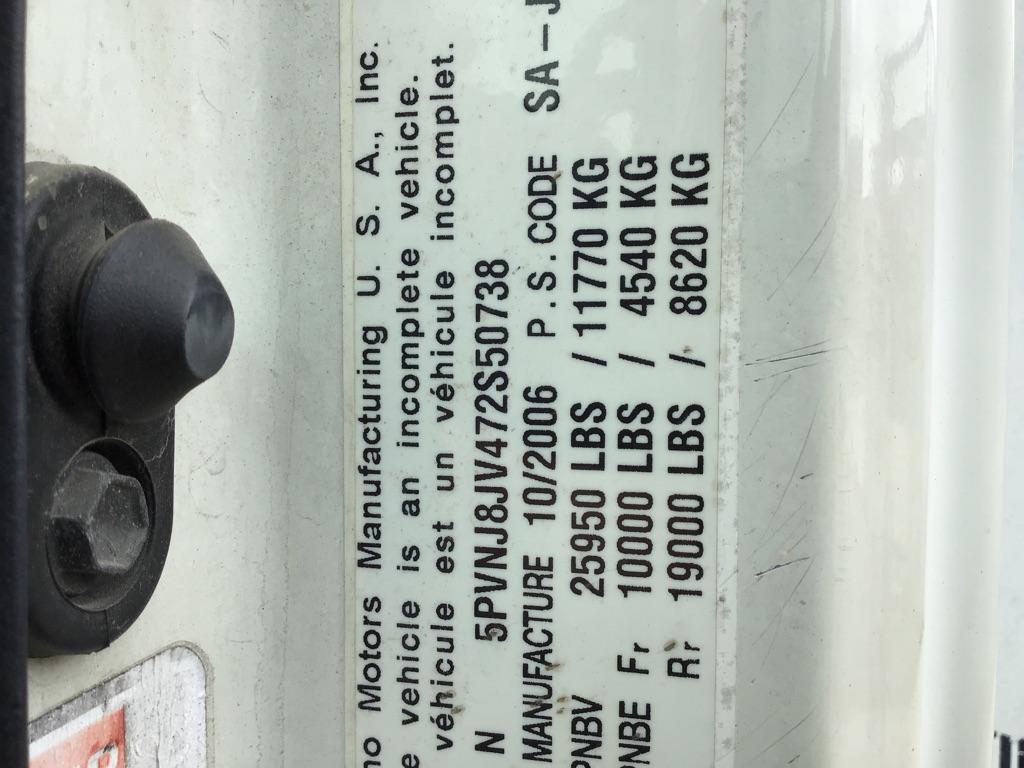 no Motors Manufacturing U. S. A., Inc.
e vehicle is an incomplete vehicle.
véhicule est un véhicule incomplet.
N 5PVNJ8JV472S50738
MANUFACTURE 10/2006 P.S.CODE SA-J
PNBV 25950 LBS / 11770 KG
PNBE Fr 10000 LBS / 4540 KG
Rr 19000 LBS / 8620 KG